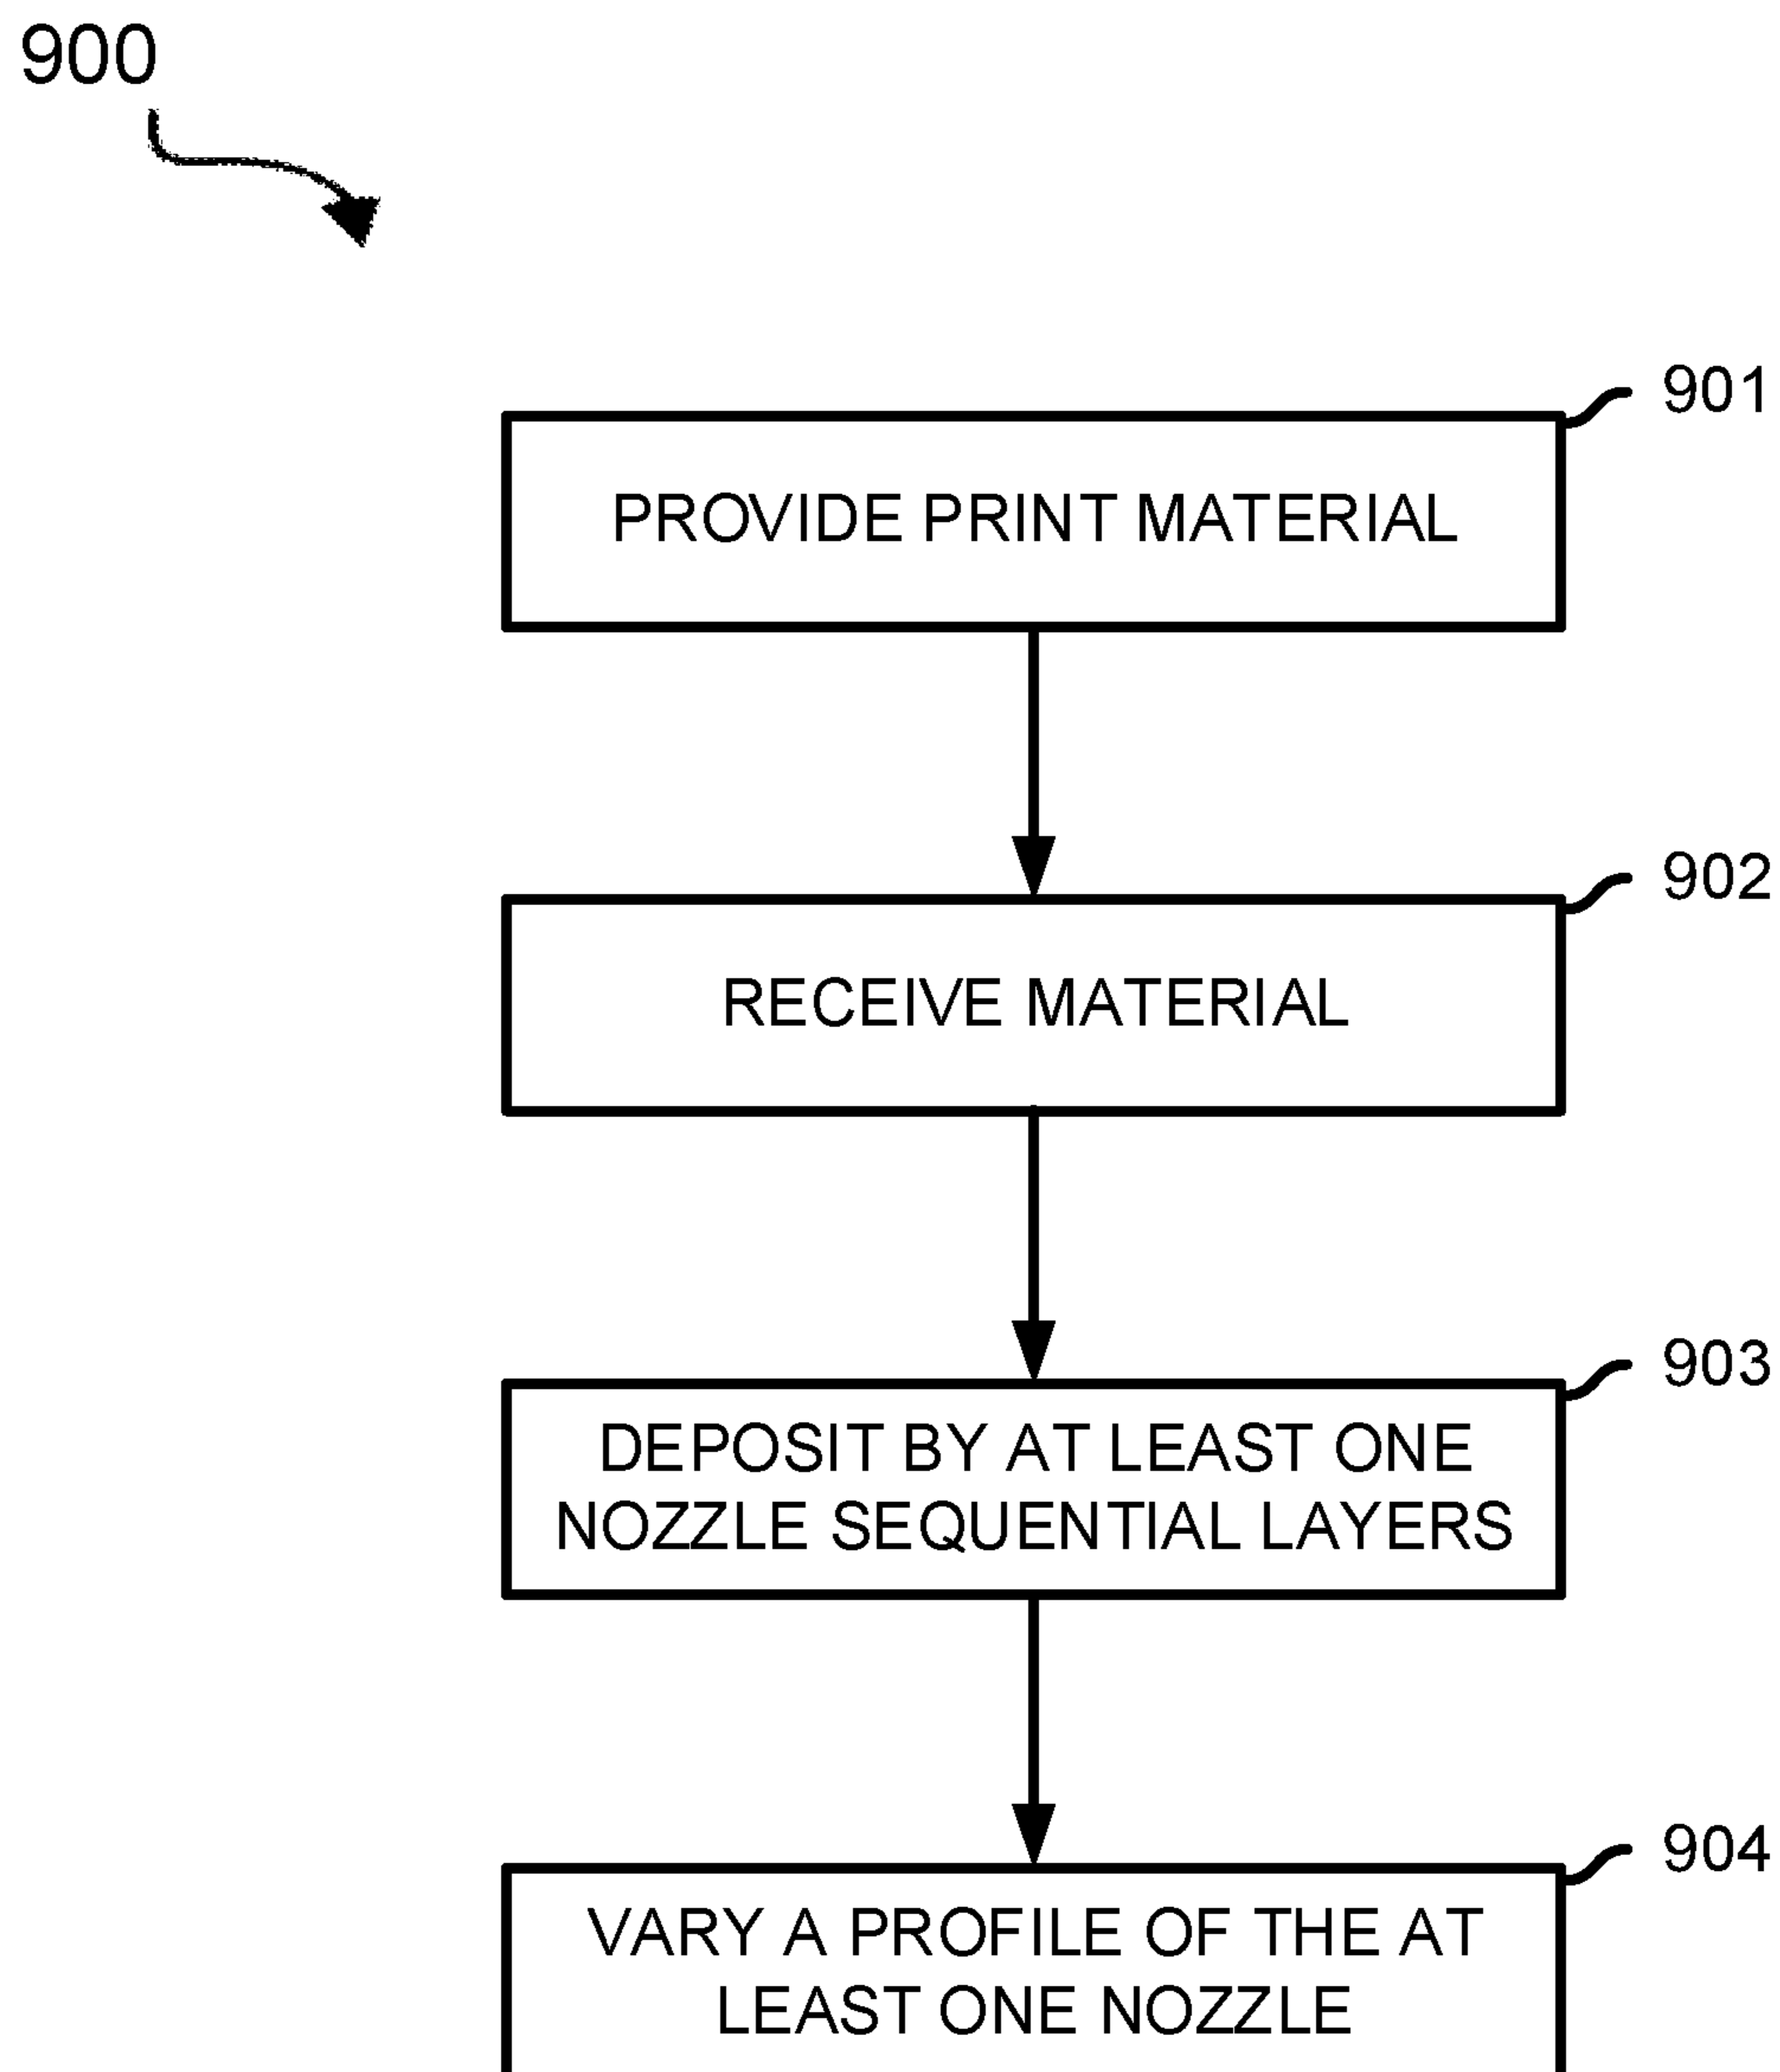 900
901
PROVIDE PRINT MATERIAL
902
RECEIVE MATERIAL
903
DEPOSIT BY AT LEAST ONE
NOZZLE SEQUENTIAL LAYERS
904
VARY A PROFILE OF THE AT
LEAST ONE NOZZLE